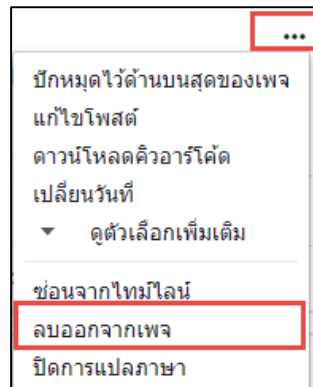 •••
ปักหมุดไว้ด้านบนสุดของเพจ
แก้ไขโพสต์
ดาวน์โหลดคิวอาร์โค้ด
เปลี่ยนวันที่
ดูตัวเลือกเพิ่มเติม
ซ่อนจากไทม์ไลน์
ลบออกจากเพจ
ปิดการแปลภาษา